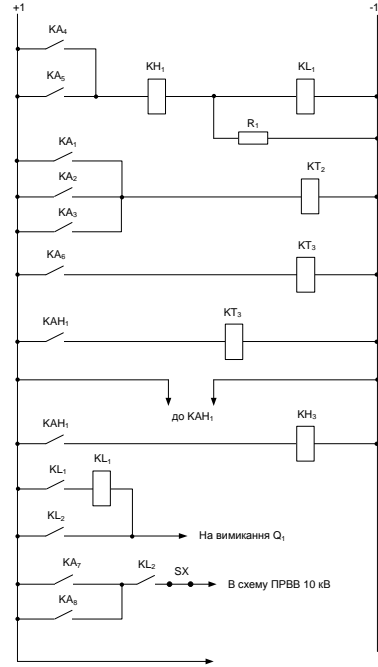 +1 -1
KA₄
KA₅ KH₁ KL₁
R₁
KA₁
KA₂ KT₂
KA₃
KA₆ KT₃
KAH₁ KT₃
до KAH₁
KAH₁ KH₃
KL₁ KL₁
KL₂ На вимикання Q₁
KA₇ KL₂ SX В схему ПРВВ 10 кВ
KA₈